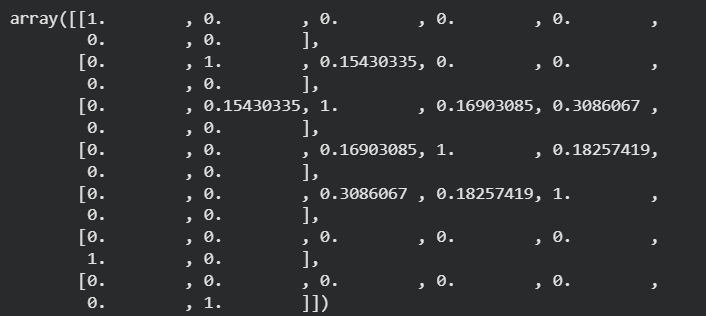 array([[1.        , 0.        , 0.        , 0.        , 0.        ,
        0.        , 0.        ],
       [0.        , 1.        , 0.15430335, 0.        , 0.        ,
        0.        , 0.        ],
       [0.        , 0.15430335, 1.        , 0.16903085, 0.3086067 ,
        0.        , 0.        ],
       [0.        , 0.        , 0.16903085, 1.        , 0.18257419,
        0.        , 0.        ],
       [0.        , 0.        , 0.3086067 , 0.18257419, 1.        ,
        0.        , 0.        ],
       [0.        , 0.        , 0.        , 0.        , 0.        ,
        1.        , 0.        ],
       [0.        , 0.        , 0.        , 0.        , 0.        ,
        0.        , 1.        ]])